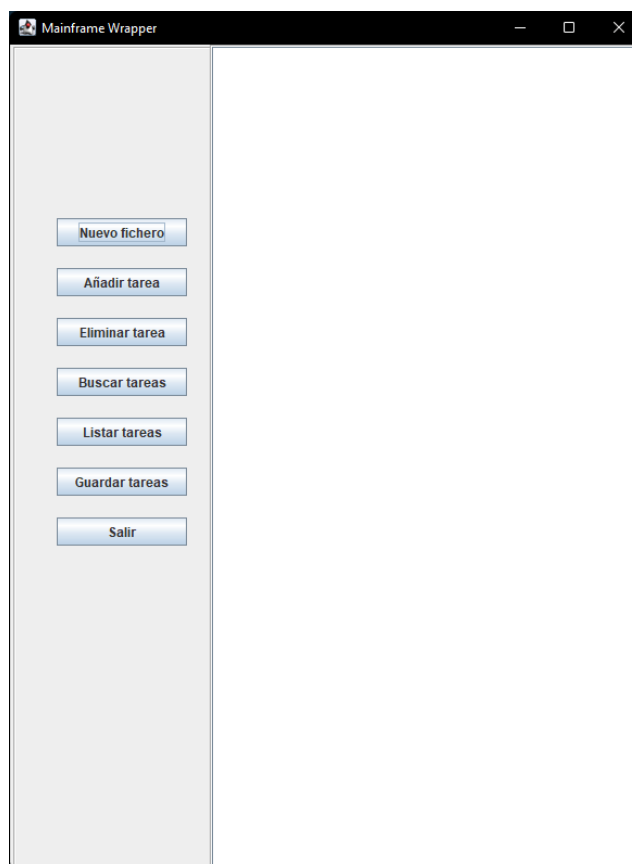 Mainframe Wrapper
Nuevo fichero
Añadir tarea
Eliminar tarea
Buscar tareas
Listar tareas
Guardar tareas
Salir